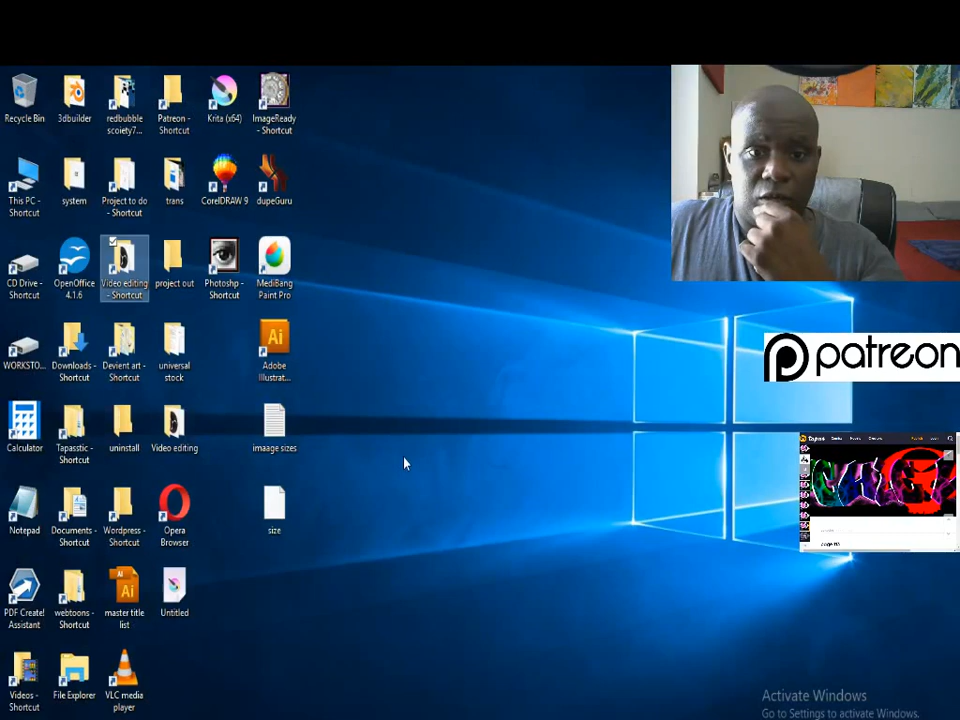 Recycle Bin
3dbuilder
redbubble
scoiety7...
Patreon -
Shortcut
Krita (x64)
ImageReady
- Shortcut
This PC -
Shortcut
system
Project to do
- Shortcut
trans
CorelDRAW 9
dupeGuru
CD Drive -
Shortcut
OpenOffice
4.1.6
Video editing
- Shortcut
project out
Photoshp -
Shortcut
MediBang
Paint Pro
WORKSTO...
Downloads -
Shortcut
Devient art -
Shortcut
universal
stock
Ai
Adobe
Illustrat...
patreon
Calculator
Tapasstic -
Shortcut
uninstall
Video editing
imaage sizes
Notepad
Documents -
Shortcut
Wordpress -
Shortcut
Opera
Browser
size
PDF Create!
Assistant
webtoons -
Shortcut
Ai
Ai
master title
list
Untitled
Videos -
Shortcut
File Explorer
VLC media
player
Activate Windows
Go to Settings to activate Windows.